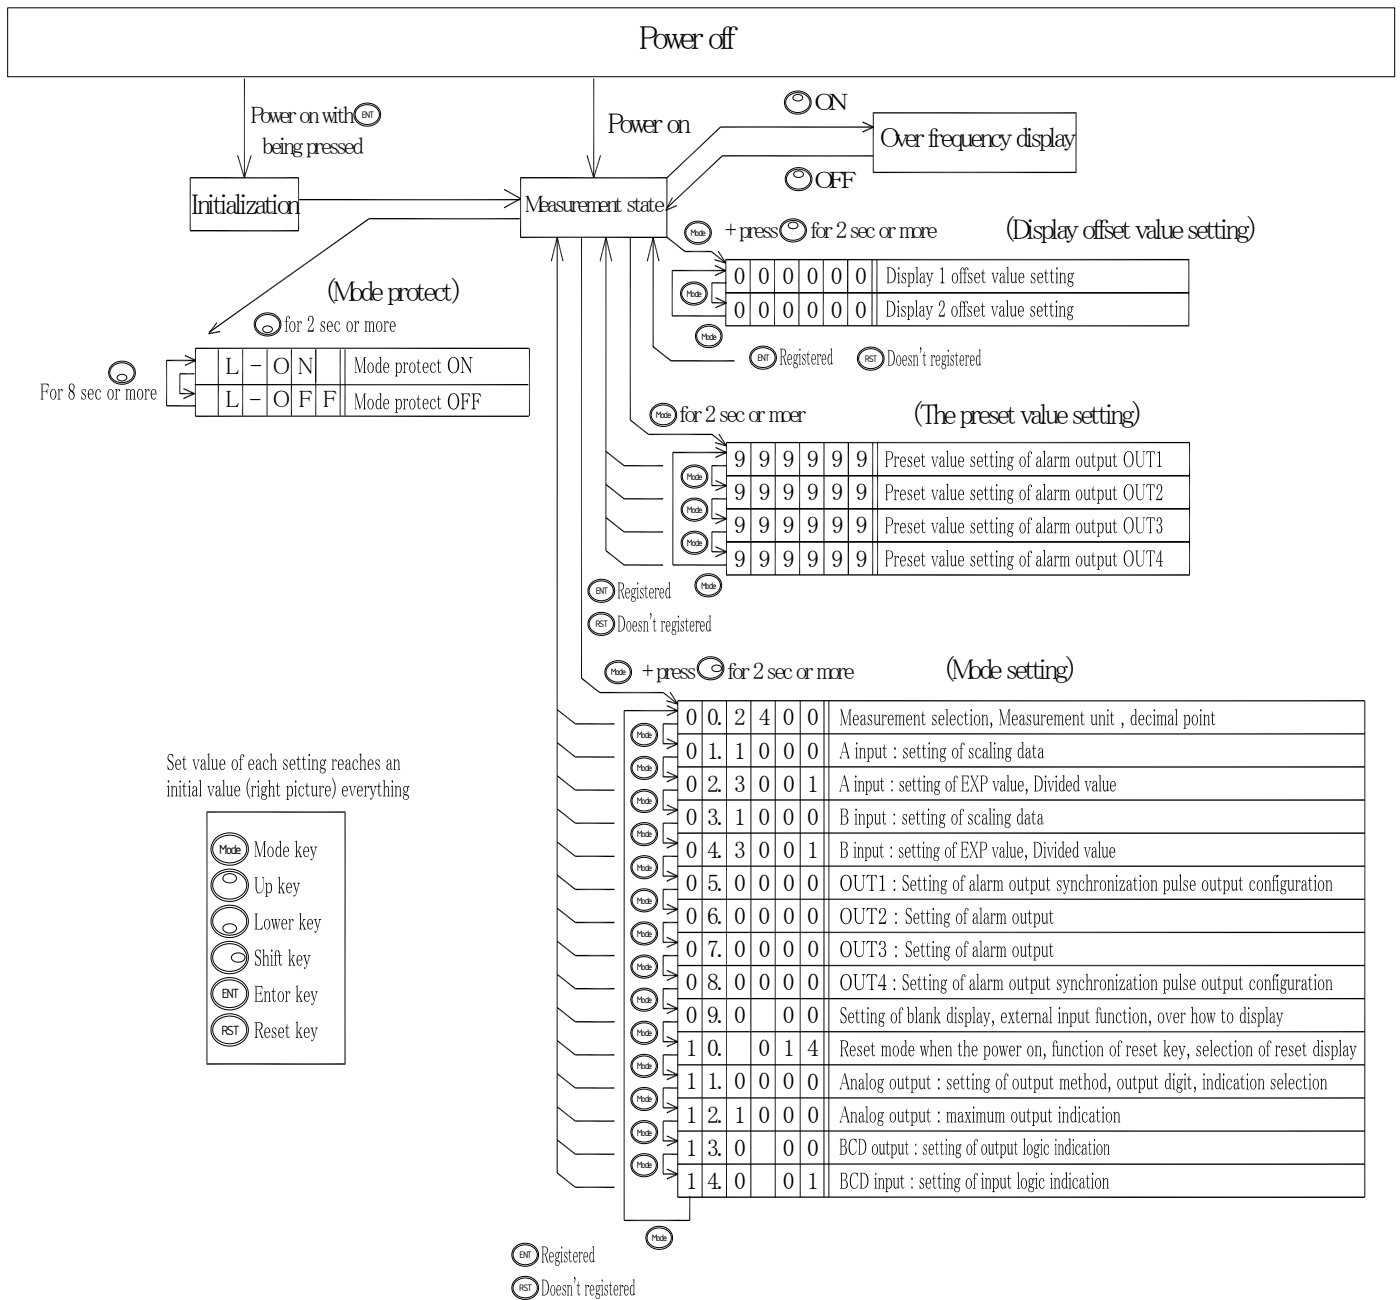 Power off
Power on with ENT
being pressed
Power on
ON
Over frequency display
OFF
Initialization
Measurement state
Mode + press for 2 sec or more (Display offset value setting)
0 0 0 0 0 0 Display 1 offset value setting
Mode
0 0 0 0 0 0 Display 2 offset value setting
Mode
ENT Registered RST Doesn't registered
(Mode protect)
for 2 sec or more
L - O N Mode protect ON
For 8 sec or more
L - O F F Mode protect OFF
Mode for 2 sec or moer (The preset value setting)
9 9 9 9 9 9 Preset value setting of alarm output OUT1
Mode
9 9 9 9 9 9 Preset value setting of alarm output OUT2
Mode
9 9 9 9 9 9 Preset value setting of alarm output OUT3
Mode
9 9 9 9 9 9 Preset value setting of alarm output OUT4
Mode
ENT Registered
RST Doesn't registered
Mode + press for 2 sec or more (Mode setting)
0 0. 2 4 0 0 Measurement selection, Measurement unit , decimal point
Mode
0 1. 1 0 0 0 A input : setting of scaling data
Mode
0 2. 3 0 0 1 A input : setting of EXP value, Divided value
Mode
0 3. 1 0 0 0 B input : setting of scaling data
Mode
0 4. 3 0 0 1 B input : setting of EXP value, Divided value
Mode
0 5. 0 0 0 0 OUT1 : Setting of alarm output synchronization pulse output configuration
Mode
0 6. 0 0 0 0 OUT2 : Setting of alarm output
Mode
0 7. 0 0 0 0 OUT3 : Setting of alarm output
Mode
0 8. 0 0 0 0 OUT4 : Setting of alarm output synchronization pulse output configuration
Mode
0 9. 0 0 0 Setting of blank display, external input function, over how to display
Mode
1 0. 0 1 4 Reset mode when the power on, function of reset key, selection of reset display
Mode
1 1. 0 0 0 0 Analog output : setting of output method, output digit, indication selection
Mode
1 2. 1 0 0 0 Analog output : maximum output indication
Mode
1 3. 0 0 0 BCD output : setting of output logic indication
Mode
1 4. 0 0 1 BCD input : setting of input logic indication
Mode
ENT Registered
RST Doesn't registered
Set value of each setting reaches an
initial value (right picture) everything
Mode Mode key
Up key
Lower key
Shift key
ENT Entor key
RST Reset key